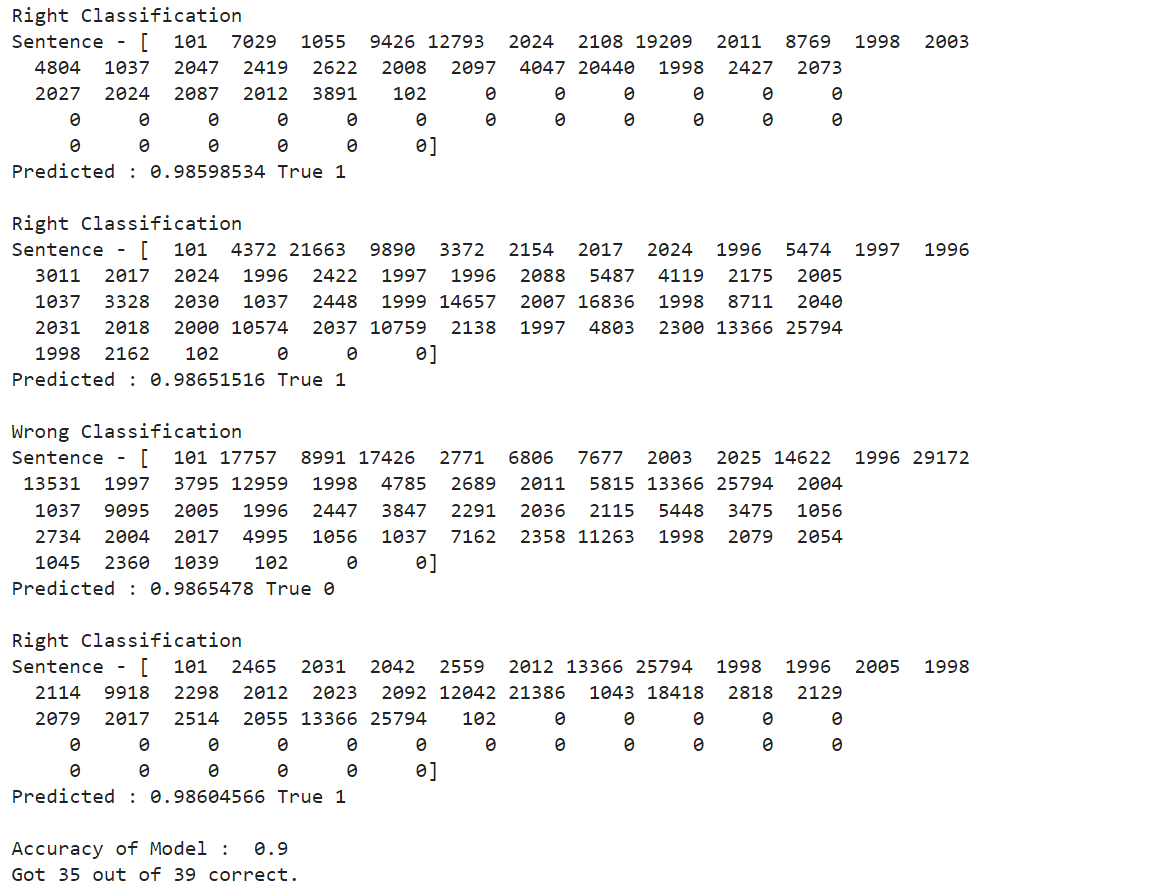 Right Classification
Sentence - [  101  7029  1055  9426 12793  2024  2108 19209  2011  8769  1998  2003
4804  1037  2047  2419  2622  2008  2097  4047 20440  1998  2427  2073
2027  2024  2087  2012  3891   102     0     0     0     0     0     0
0     0     0     0     0     0     0     0     0     0     0     0
0     0     0     0     0     0]
Predicted : 0.98598534 True 1
Right Classification
Sentence - [  101  4372 21663  9890  3372  2154  2017  2024  1996  5474  1997  1996
3011  2017  2024  1996  2422  1997  1996  2088  5487  4119  2175  2005
1037  3328  2030  1037  2448  1999 14657  2007 16836  1998  8711  2040
2031  2018  2000 10574  2037 10759  2138  1997  4803  2300 13366 25794
1998  2162   102     0     0     0]
Predicted : 0.98651516 True 1
Wrong Classification
Sentence - [  101 17757  8991 17426  2771  6806  7677  2003  2025 14622  1996 29172
13531  1997  3795 12959  1998  4785  2689  2011  5815 13366 25794  2004
1037  9095  2005  1996  2447  3847  2291  2036  2115  5448  3475  1056
2734  2004  2017  4995  1056  1037  7162  2358 11263  1998  2079  2054
1045  2360  1039   102     0     0]
Predicted : 0.9865478 True 0
Right Classification
Sentence - [  101  2465  2031  2042  2559  2012 13366 25794  1998  1996  2005  1998
2114  9918  2298  2012  2023  2092 12042 21386  1043 18418  2818  2129
2079  2017  2514  2055 13366 25794   102     0     0     0     0     0
0     0     0     0     0     0     0     0     0     0     0     0
0     0     0     0     0     0]
Predicted : 0.98604566 True 1
Accuracy of Model :  0.9
Got 35 out of 39 correct.